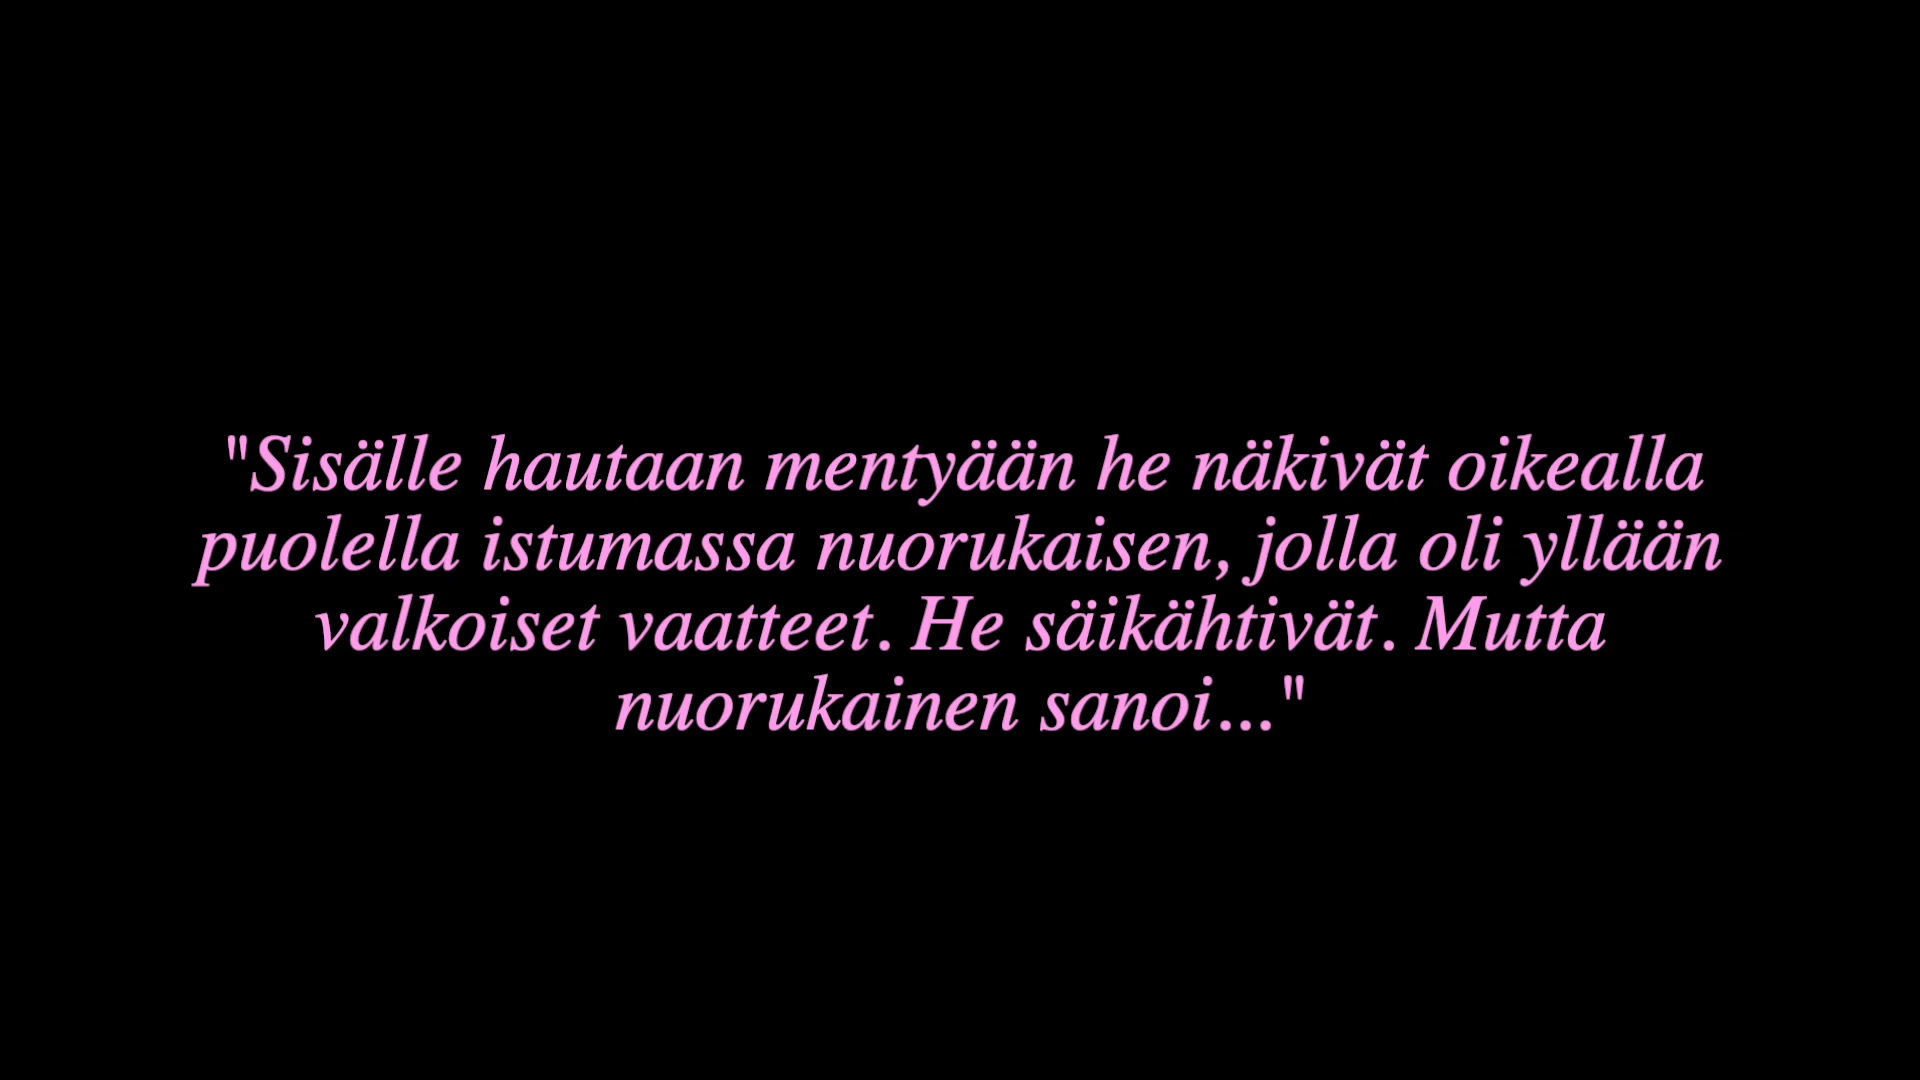 "Sisälle hautaan mentyään he näkivät oikealla
puolella istumassa nuorukaisen, jolla oli yllään
valkoiset vaatteet. He säikähtivät. Mutta
nuorukainen sanoi..."